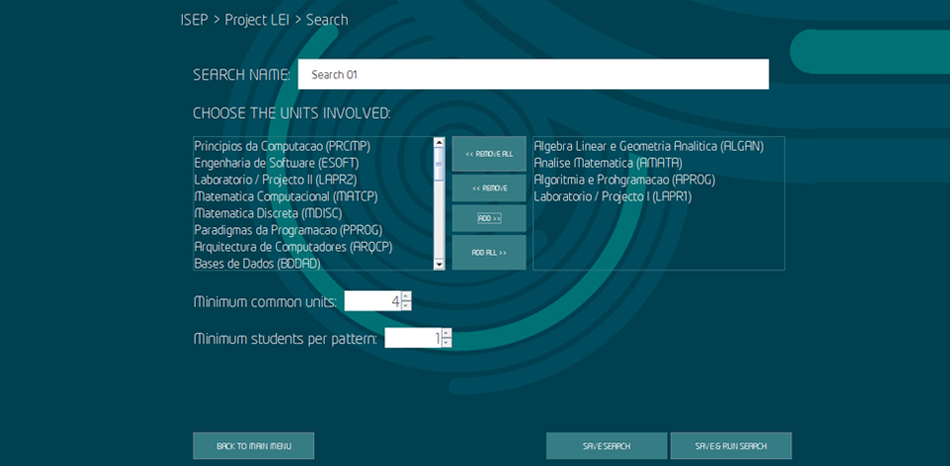 ISEP > Project LEI > Search
SEARCH NAME: Search 01
CHOOSE THE UNITS INVOLVED:
Principios da Computacao (PRCMP)
Engenharia de Software (ESOFT)
Laboratorio / Projecto II (LAPR2)
Matematica Computacional (MATCP)
Matematica Discreta (MDISC)
Paradigmas da Programacao (PPROG)
Arquitectura de Computadores (ARQCP)
Bases de Dados (BDDAD)
<< REMOVE ALL
<< REMOVE
ADD >>
ADD ALL >>
Algebra Linear e Geometria Analitica (ALGAN)
Analise Matematica (AMATA)
Algoritmia e Prohgramacao (APROG)
Laboratorio / Projecto I (LAPR1)
Minimum common units: 4
Minimum students per pattern: 1
BACK TO MAIN MENU
SAVE SEARCH
SAVE & RUN SEARCH